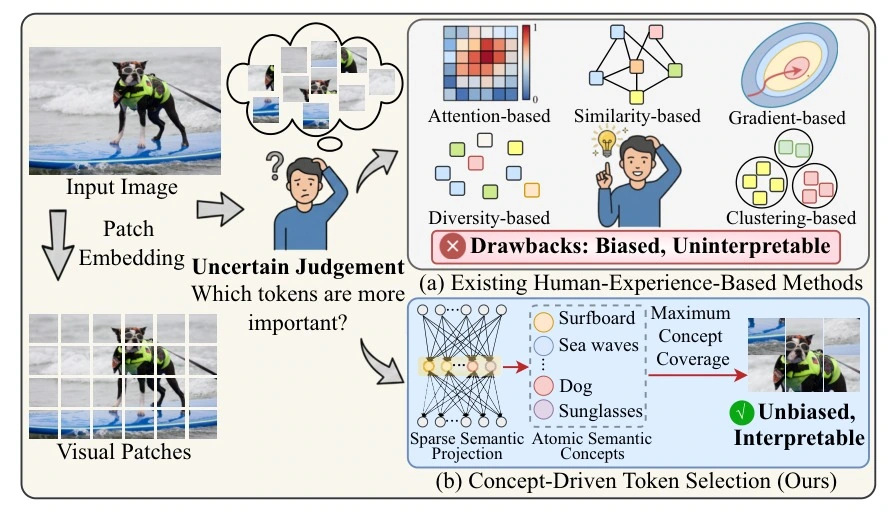 Input Image
Patch
Embedding
Visual Patches
?
Uncertain Judgement
Which tokens are more
important?
1
0
Attention-based
Similarity-based
Gradient-based
Diversity-based
Clustering-based
Drawbacks: Biased, Uninterpretable
(a) Existing Human-Experience-Based Methods
Sparse Semantic
Projection
Surfboard
Sea waves
Dog
Sunglasses
Atomic Semantic
Concepts
Maximum
Concept
Coverage
Unbiased,
Interpretable
(b) Concept-Driven Token Selection (Ours)